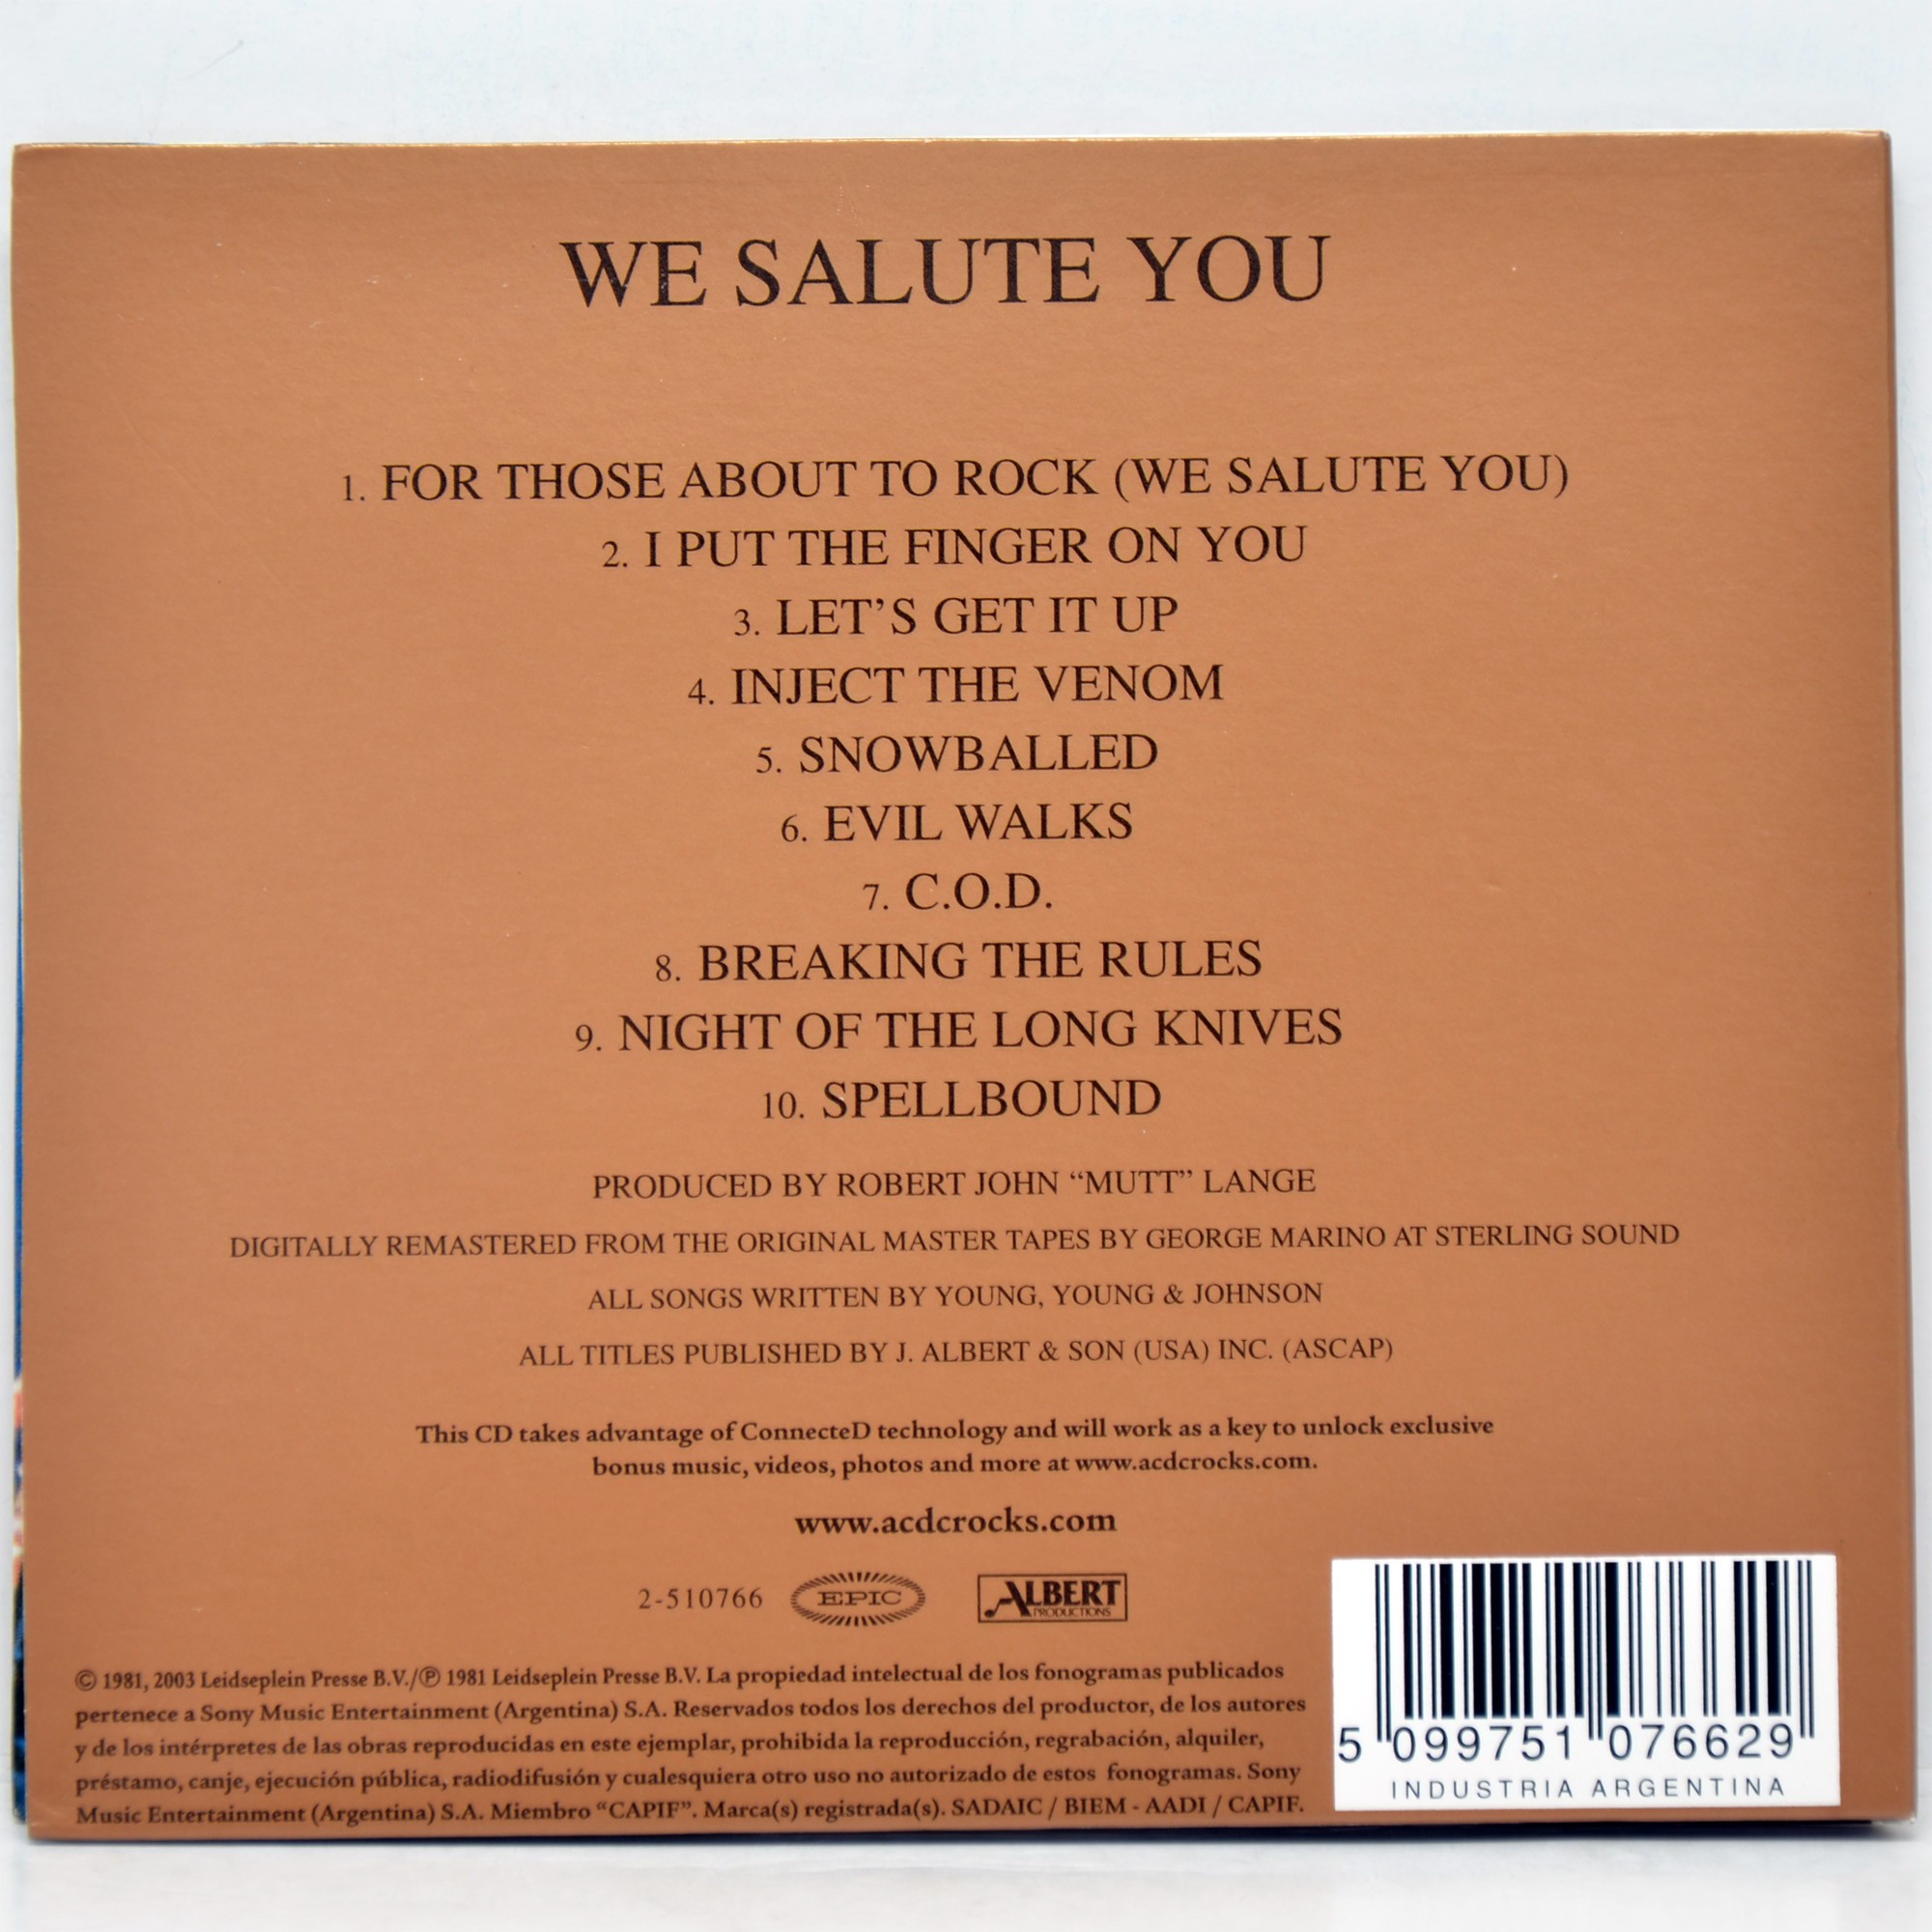 WE SALUTE YOU
1. FOR THOSE ABOUT TO ROCK (WE SALUTE YOU)
2. I PUT THE FINGER ON YOU
3. LET’S GET IT UP
4. INJECT THE VENOM
5. SNOWBALLED
6. EVIL WALKS
7. C.O.D.
8. BREAKING THE RULES
9. NIGHT OF THE LONG KNIVES
10. SPELLBOUND
PRODUCED BY ROBERT JOHN “MUTT” LANGE
DIGITALLY REMASTERED FROM THE ORIGINAL MASTER TAPES BY GEORGE MARINO AT STERLING SOUND
ALL SONGS WRITTEN BY YOUNG, YOUNG & JOHNSON
ALL TITLES PUBLISHED BY J. ALBERT & SON (USA) INC. (ASCAP)
This CD takes advantage of ConnecteD technology and will work as a key to unlock exclusive
bonus music, videos, photos and more at www.acdcrocks.com.
www.acdcrocks.com
2-510766 EPIC ALBERT PRODUCTIONS
© 1981, 2003 Leidseplein Presse B.V./℗ 1981 Leidseplein Presse B.V. La propiedad intelectual de los fonogramas publicados
pertenece a Sony Music Entertainment (Argentina) S.A. Reservados todos los derechos del productor, de los autores
y de los intérpretes de las obras reproducidas en este ejemplar, prohibida la reproducción, regrabación, alquiler,
préstamo, canje, ejecución pública, radiodifusión y cualesquiera otro uso no autorizado de estos fonogramas. Sony
Music Entertainment (Argentina) S.A. Miembro “CAPIF”. Marca(s) registrada(s). SADAIC / BIEM - AADI / CAPIF.
5 099751 076629
INDUSTRIA ARGENTINA